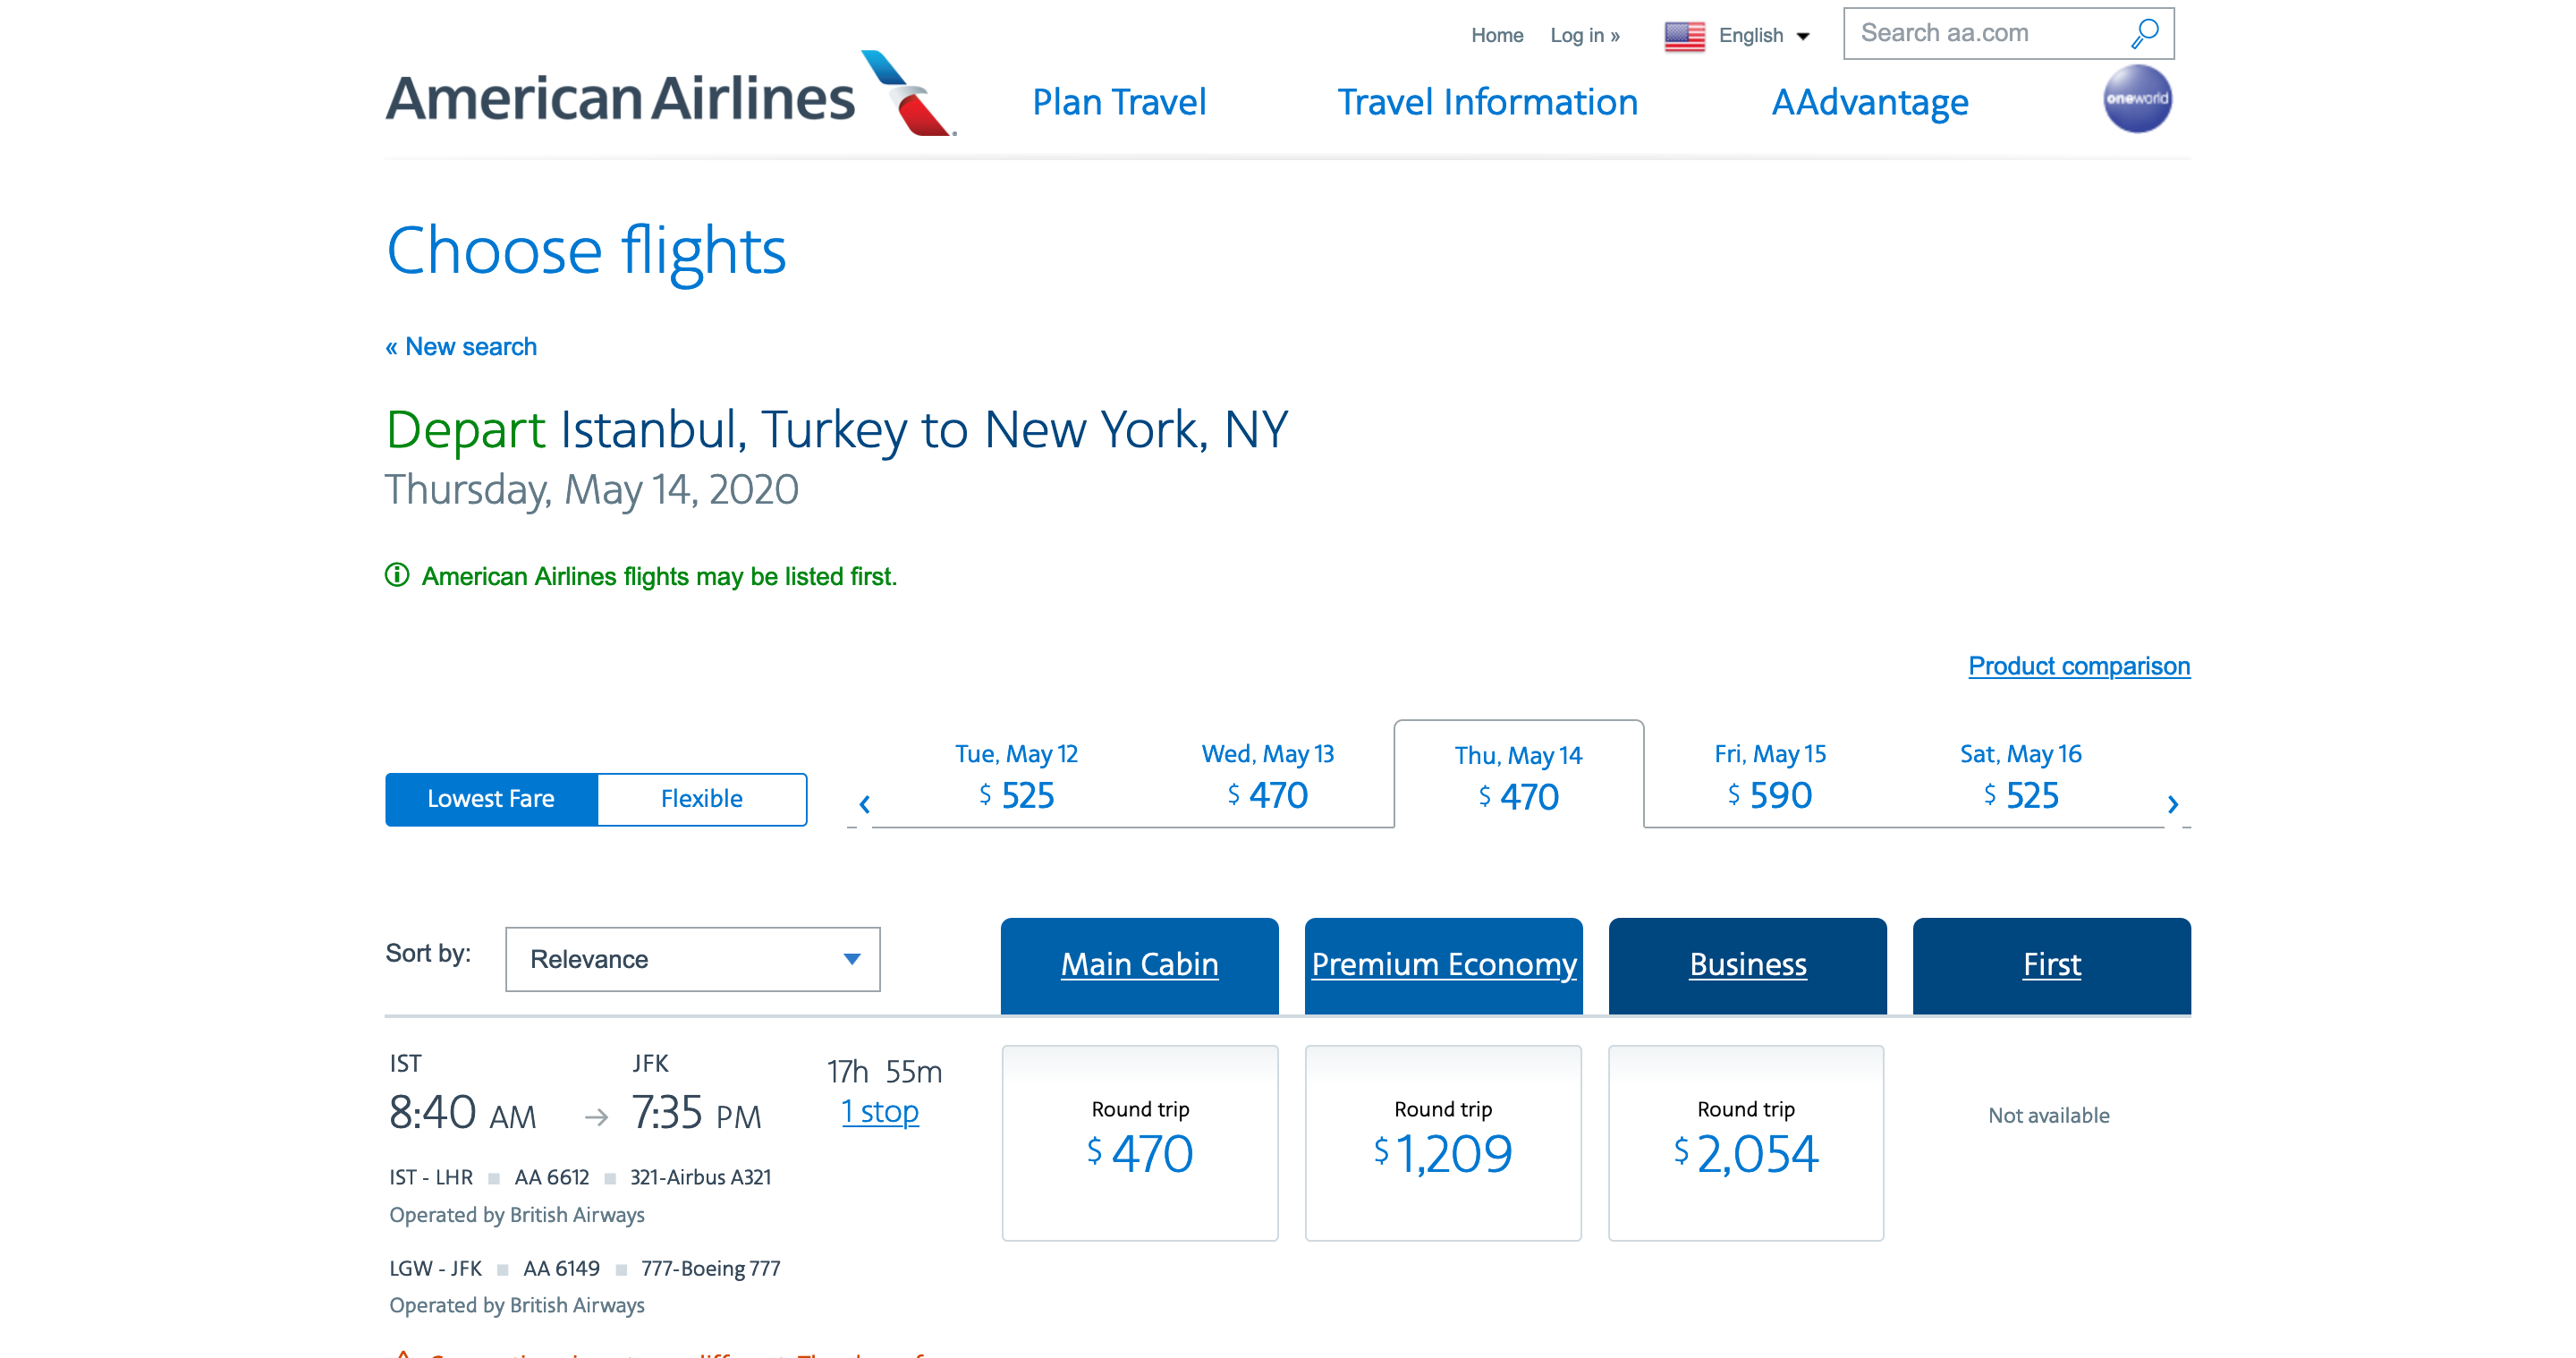 Home Log in » English Search aa.com
American Airlines
Plan Travel Travel Information AAdvantage oneworld
Choose flights
« New search
Depart Istanbul, Turkey to New York, NY
Thursday, May 14, 2020
American Airlines flights may be listed first.
Product comparison
Tue, May 12 Wed, May 13 Thu, May 14 Fri, May 15 Sat, May 16
Lowest Fare Flexible ‹ $ 525 $ 470 $ 470 $ 590 $ 525 ›
Sort by: Relevance Main Cabin Premium Economy Business First
IST JFK 17h 55m
8:40 AM → 7:35 PM 1 stop
Round trip Round trip Round trip Not available
$ 470 $ 1,209 $ 2,054
IST - LHR AA 6612 321-Airbus A321
Operated by British Airways
LGW - JFK AA 6149 777-Boeing 777
Operated by British Airways